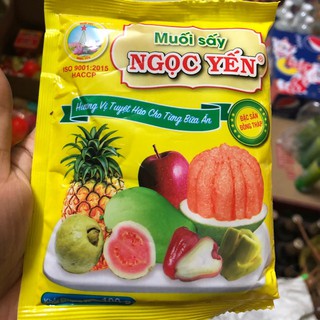 Muối sấy
NGỌC YẾN®
ISO 9001:2015
HACCP
Hương Vị Tuyệt Hảo Cho Từng Bữa Ăn
ĐẶC SẢN
ĐỒNG THÁP